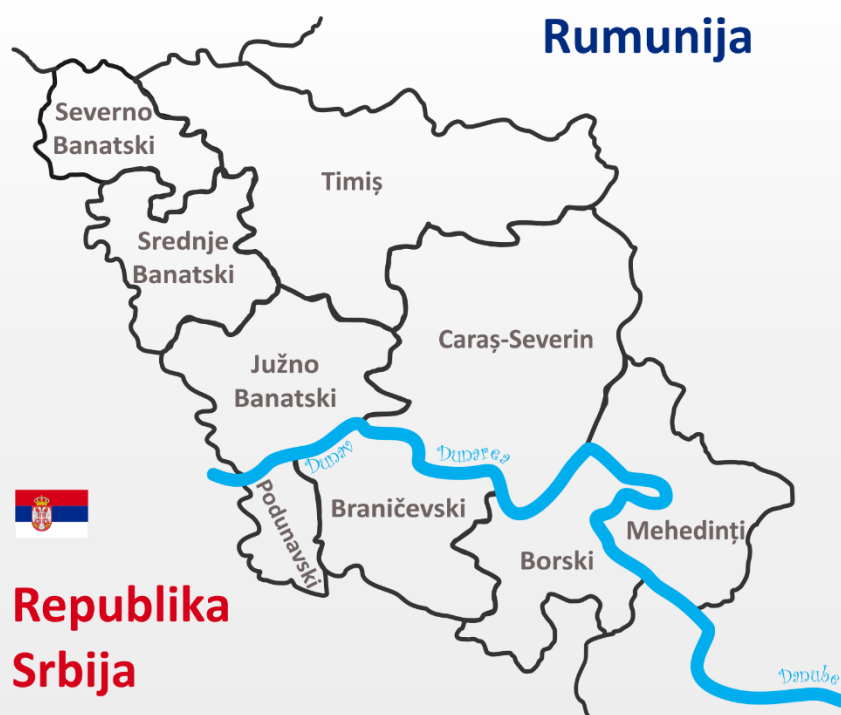 Rumunija
Severno
Banatski
Timiș
Srednje
Banatski
Caraș-Severin
Južno
Banatski
Dunav
Dunarea
Podunavski
Braničevski
Mehedinți
Borski
Republika
Srbija
Danube